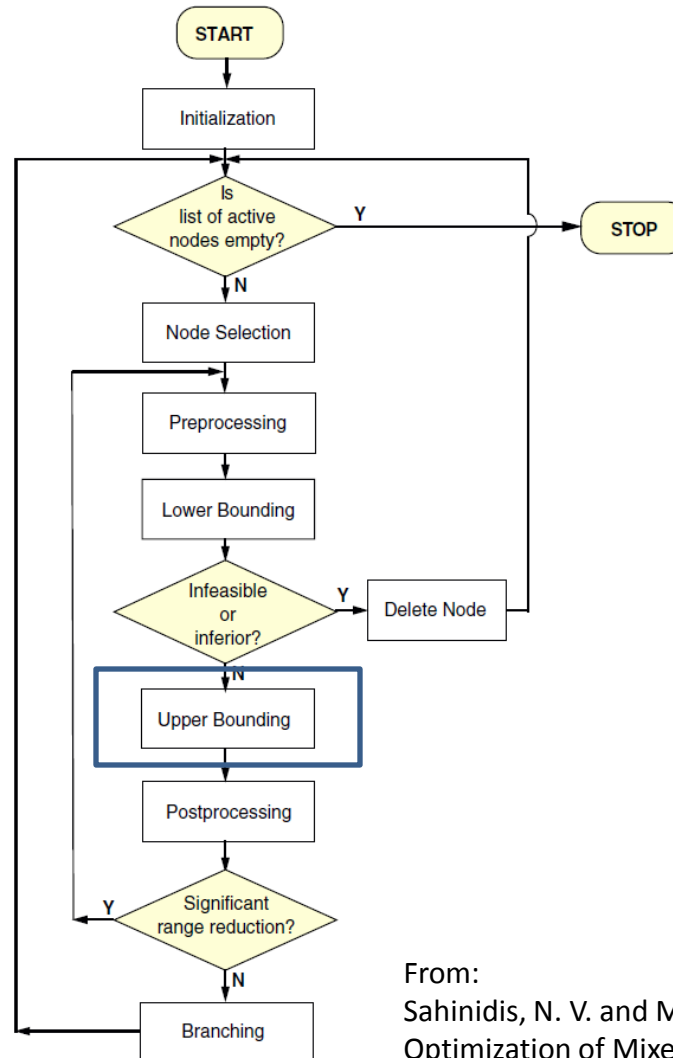 START
Initialization
Is
list of active
nodes empty?
Y
STOP
N
Node Selection
Preprocessing
Lower Bounding
Infeasible
or
inferior?
Y
Delete Node
N
Upper Bounding
Postprocessing
Significant
range reduction?
Y
N
Branching
From:
Sahinidis, N. V. and M
Optimization of Mixe